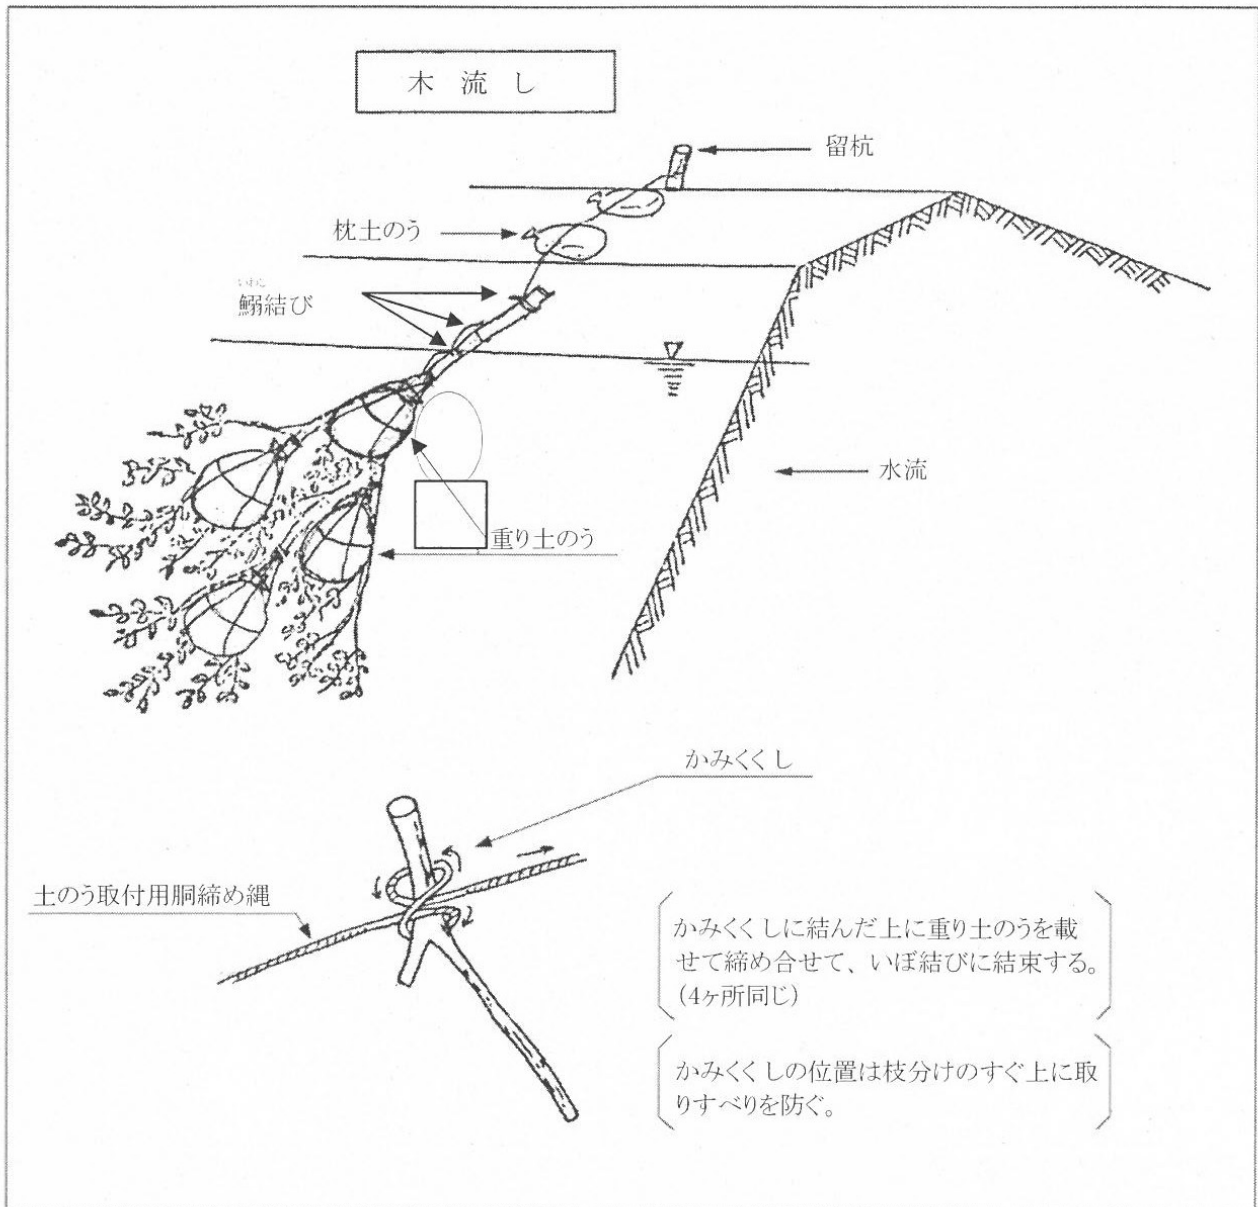 木 流 し
留杭
枕土のう
いわし
鰯結び
水流
重り土のう
かみくくし
土のう取付用胴締め縄
かみくくしに結んだ上に重り土のうを載
せて締め合せて、いぼ結びに結束する。
(4ヶ所同じ)
かみくくしの位置は枝分けのすぐ上に取
りすべりを防ぐ。